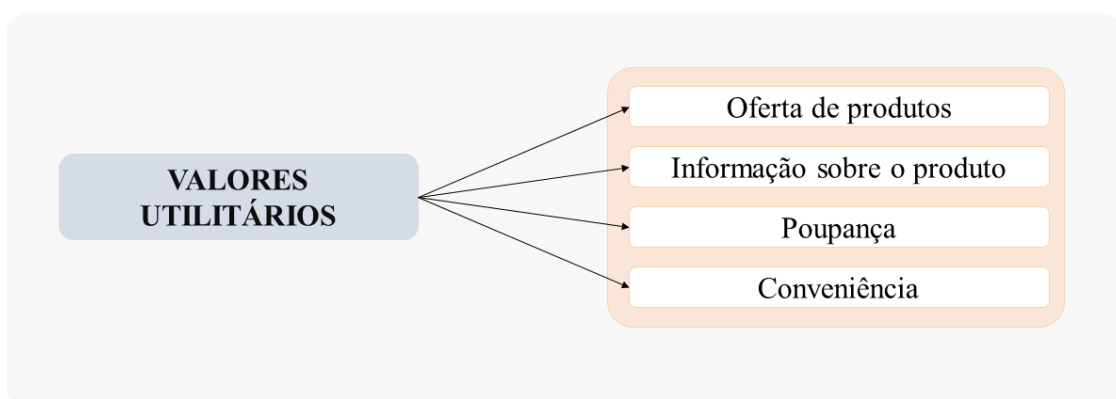 VALORES
UTILITÁRIOS
Oferta de produtos
Informação sobre o produto
Poupança
Conveniência